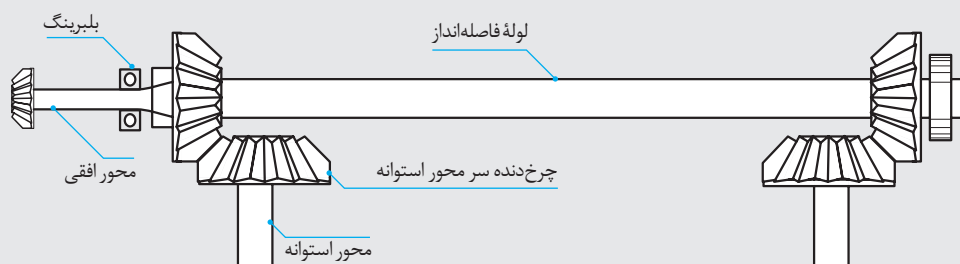 بلبرینگ
لولهٔ فاصله‌انداز
محور افقی
چرخ‌دنده سر محور استوانه
محور استوانه